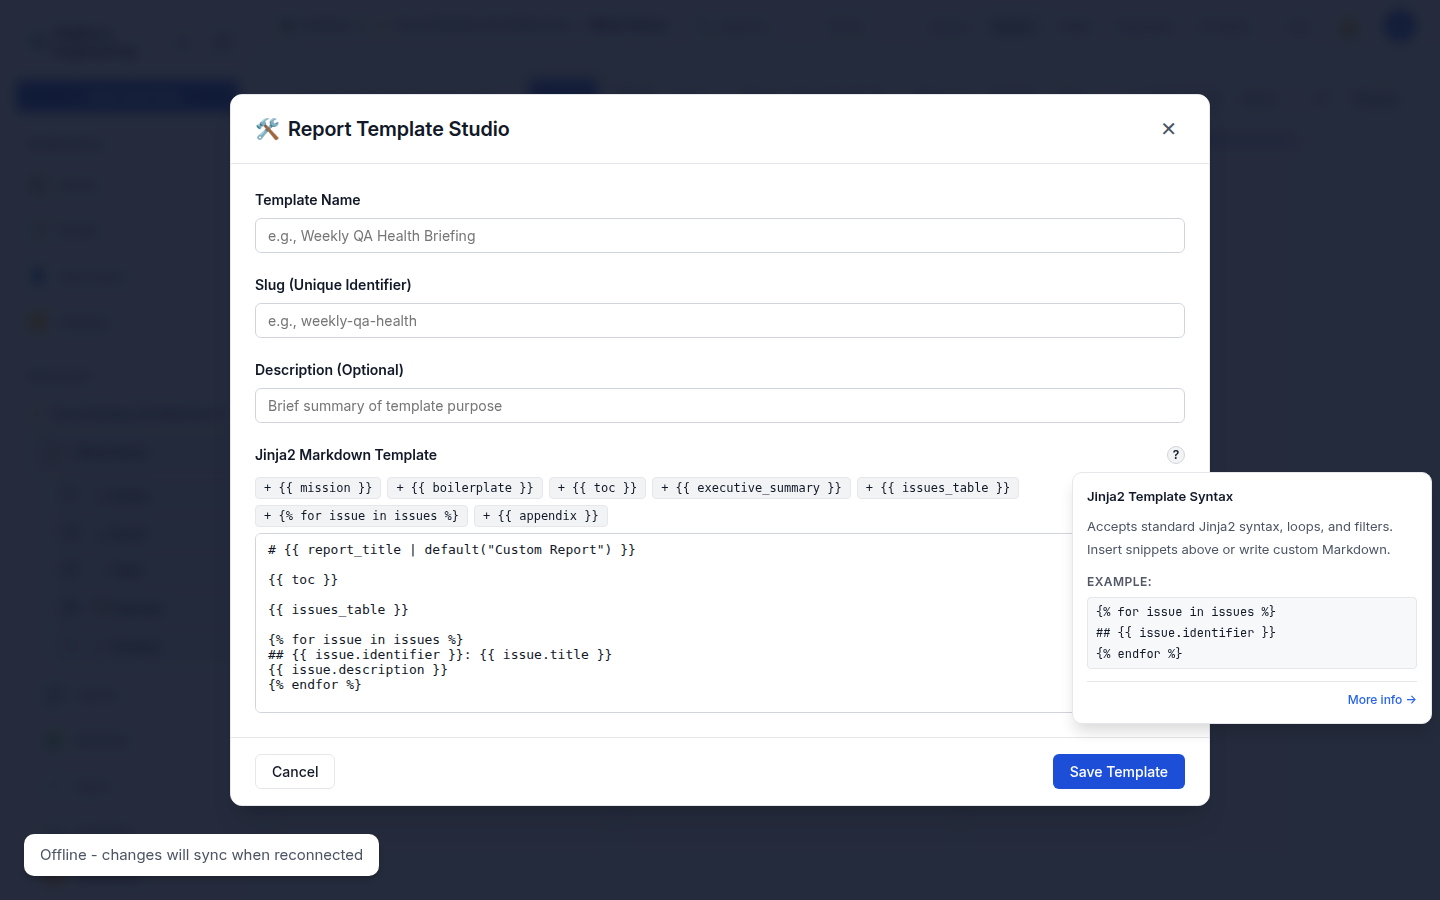 Report Template Studio
Template Name
e.g., Weekly QA Health Briefing
Slug (Unique Identifier)
e.g., weekly-qa-health
Description (Optional)
Brief summary of template purpose
Jinja2 Markdown Template
?
+ {{ mission }}
+ {{ boilerplate }}
+ {{ toc }}
+ {{ executive_summary }}
+ {{ issues_table }}
+ {% for issue in issues %}
+ {{ appendix }}
# {{ report_title | default("Custom Report") }}
{{ toc }}
{{ issues_table }}
{% for issue in issues %}
## {{ issue.identifier }}: {{ issue.title }}
{{ issue.description }}
{% endfor %}
Jinja2 Template Syntax
Accepts standard Jinja2 syntax, loops, and filters.
Insert snippets above or write custom Markdown.
EXAMPLE:
{% for issue in issues %}
## {{ issue.identifier }}
{% endfor %}
More info →
Cancel
Save Template
Offline - changes will sync when reconnected